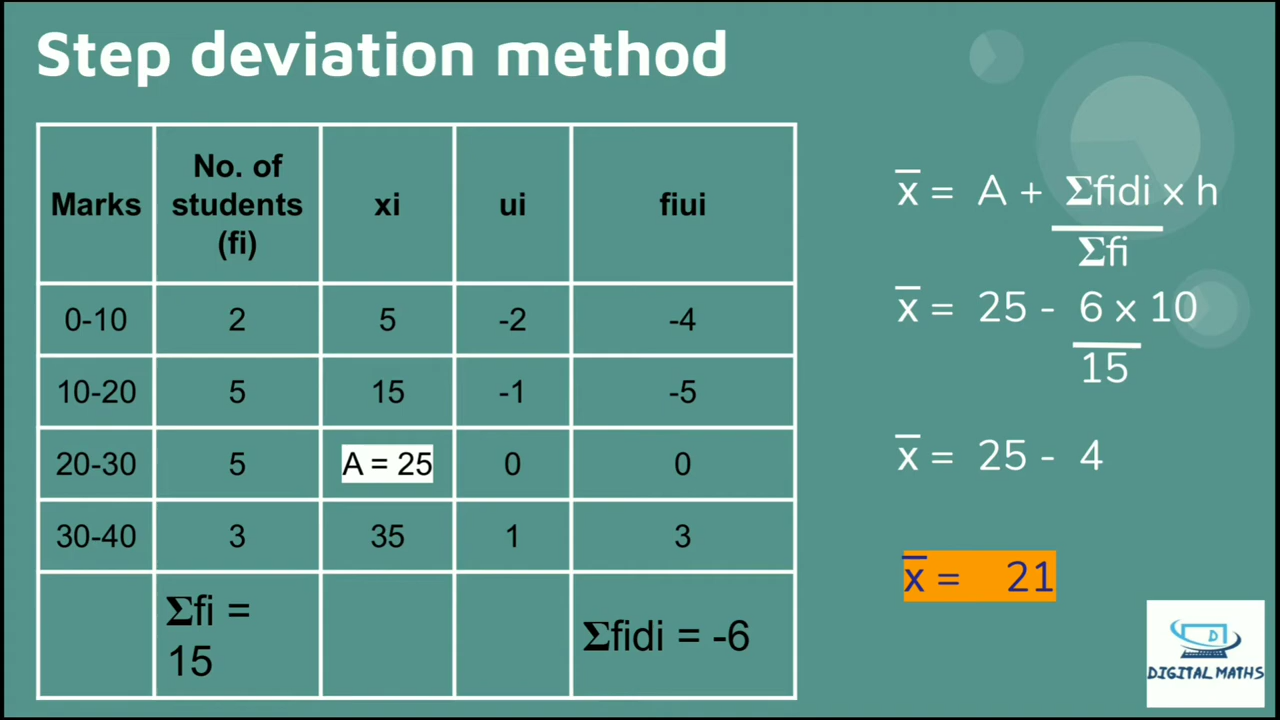 Step deviation method
Marks
No. of
students
(fi)
xi
ui
fiui
0-10
2
5
-2
-4
10-20
5
15
-1
-5
20-30
5
A = 25
0
0
30-40
3
35
1
3
Σfi =
15
Σfidi = -6
x̅ = A + Σfidi x h
Σfi
x̅ = 25 - 6 x 10
15
x̅ = 25 - 4
x̅ = 21
D
DIGITAL MATHS